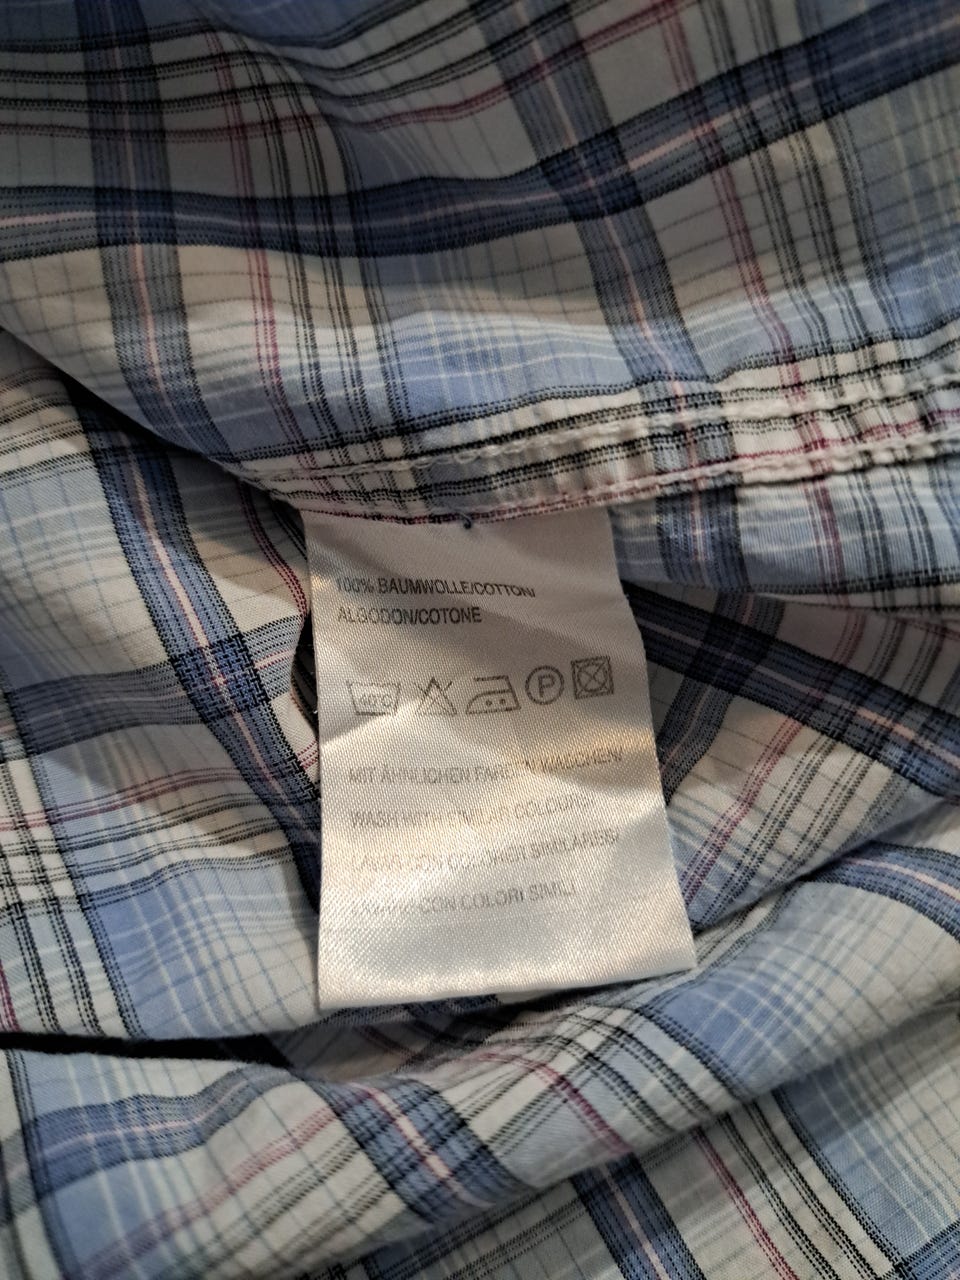 100% BAUMWOLLE/COTTON/
ALGODON/COTONE
40°C P
MIT ÄHNLICHEN FARBEN WASCHEN/
WASH WITH SIMILAR COLOURS/
LAVAR CON COLORES SIMILARES/
CON COLORI SIMILI